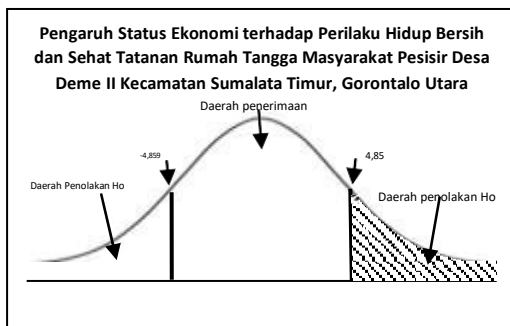 Pengaruh Status Ekonomi terhadap Perilaku Hidup Bersih
dan Sehat Tatanan Rumah Tangga Masyarakat Pesisir Desa
Deme II Kecamatan Sumalata Timur, Gorontalo Utara
Daerah penerimaan
-4,859
4,85
Daerah Penolakan Ho
Daerah penolakan Ho